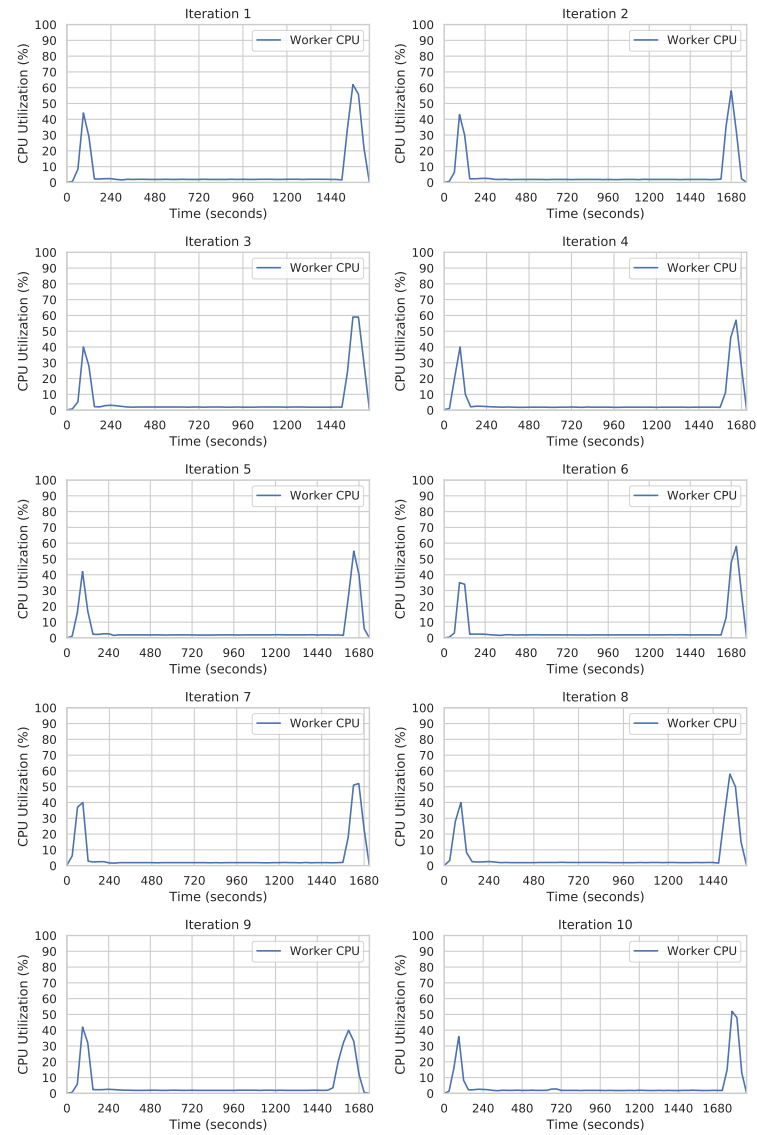 Iteration 1
100
90
80
70
60
50
40
30
20
10
0
CPU Utilization (%)
Worker CPU
0 240 480 720 960 1200 1440
Time (seconds)
Iteration 2
100
90
80
70
60
50
40
30
20
10
0
CPU Utilization (%)
Worker CPU
0 240 480 720 960 1200 1440 1680
Time (seconds)
Iteration 3
100
90
80
70
60
50
40
30
20
10
0
CPU Utilization (%)
Worker CPU
0 240 480 720 960 1200 1440
Time (seconds)
Iteration 4
100
90
80
70
60
50
40
30
20
10
0
CPU Utilization (%)
Worker CPU
0 240 480 720 960 1200 1440 1680
Time (seconds)
Iteration 5
100
90
80
70
60
50
40
30
20
10
0
CPU Utilization (%)
Worker CPU
0 240 480 720 960 1200 1440 1680
Time (seconds)
Iteration 6
100
90
80
70
60
50
40
30
20
10
0
CPU Utilization (%)
Worker CPU
0 240 480 720 960 1200 1440 1680
Time (seconds)
Iteration 7
100
90
80
70
60
50
40
30
20
10
0
CPU Utilization (%)
Worker CPU
0 240 480 720 960 1200 1440 1680
Time (seconds)
Iteration 8
100
90
80
70
60
50
40
30
20
10
0
CPU Utilization (%)
Worker CPU
0 240 480 720 960 1200 1440
Time (seconds)
Iteration 9
100
90
80
70
60
50
40
30
20
10
0
CPU Utilization (%)
Worker CPU
0 240 480 720 960 1200 1440 1680
Time (seconds)
Iteration 10
100
90
80
70
60
50
40
30
20
10
0
CPU Utilization (%)
Worker CPU
0 240 480 720 960 1200 1440 1680
Time (seconds)